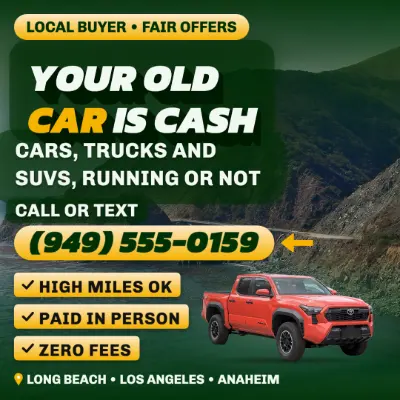 LOCAL BUYER • FAIR OFFERS
YOUR OLD
CAR IS CASH
CARS, TRUCKS AND
SUVS, RUNNING OR NOT
CALL OR TEXT
(949) 555-0159
HIGH MILES OK
PAID IN PERSON
ZERO FEES
LONG BEACH • LOS ANGELES • ANAHEIM